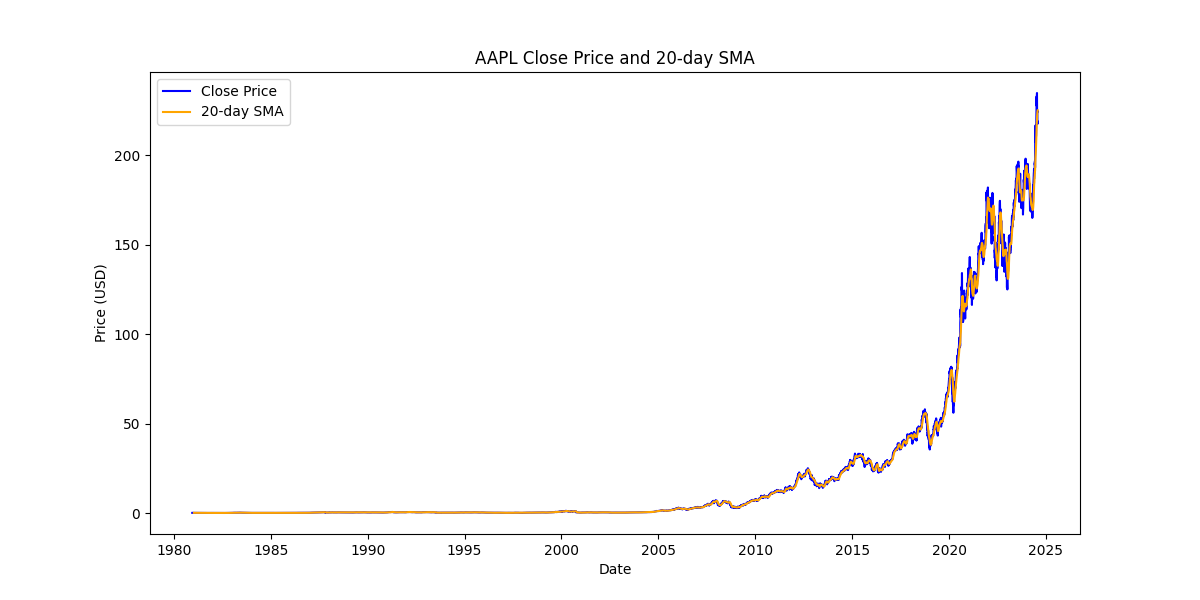 AAPL Close Price and 20-day SMA
Close Price
20-day SMA
Price (USD)
200
150
100
50
0
1980 1985 1990 1995 2000 2005 2010 2015 2020 2025
Date